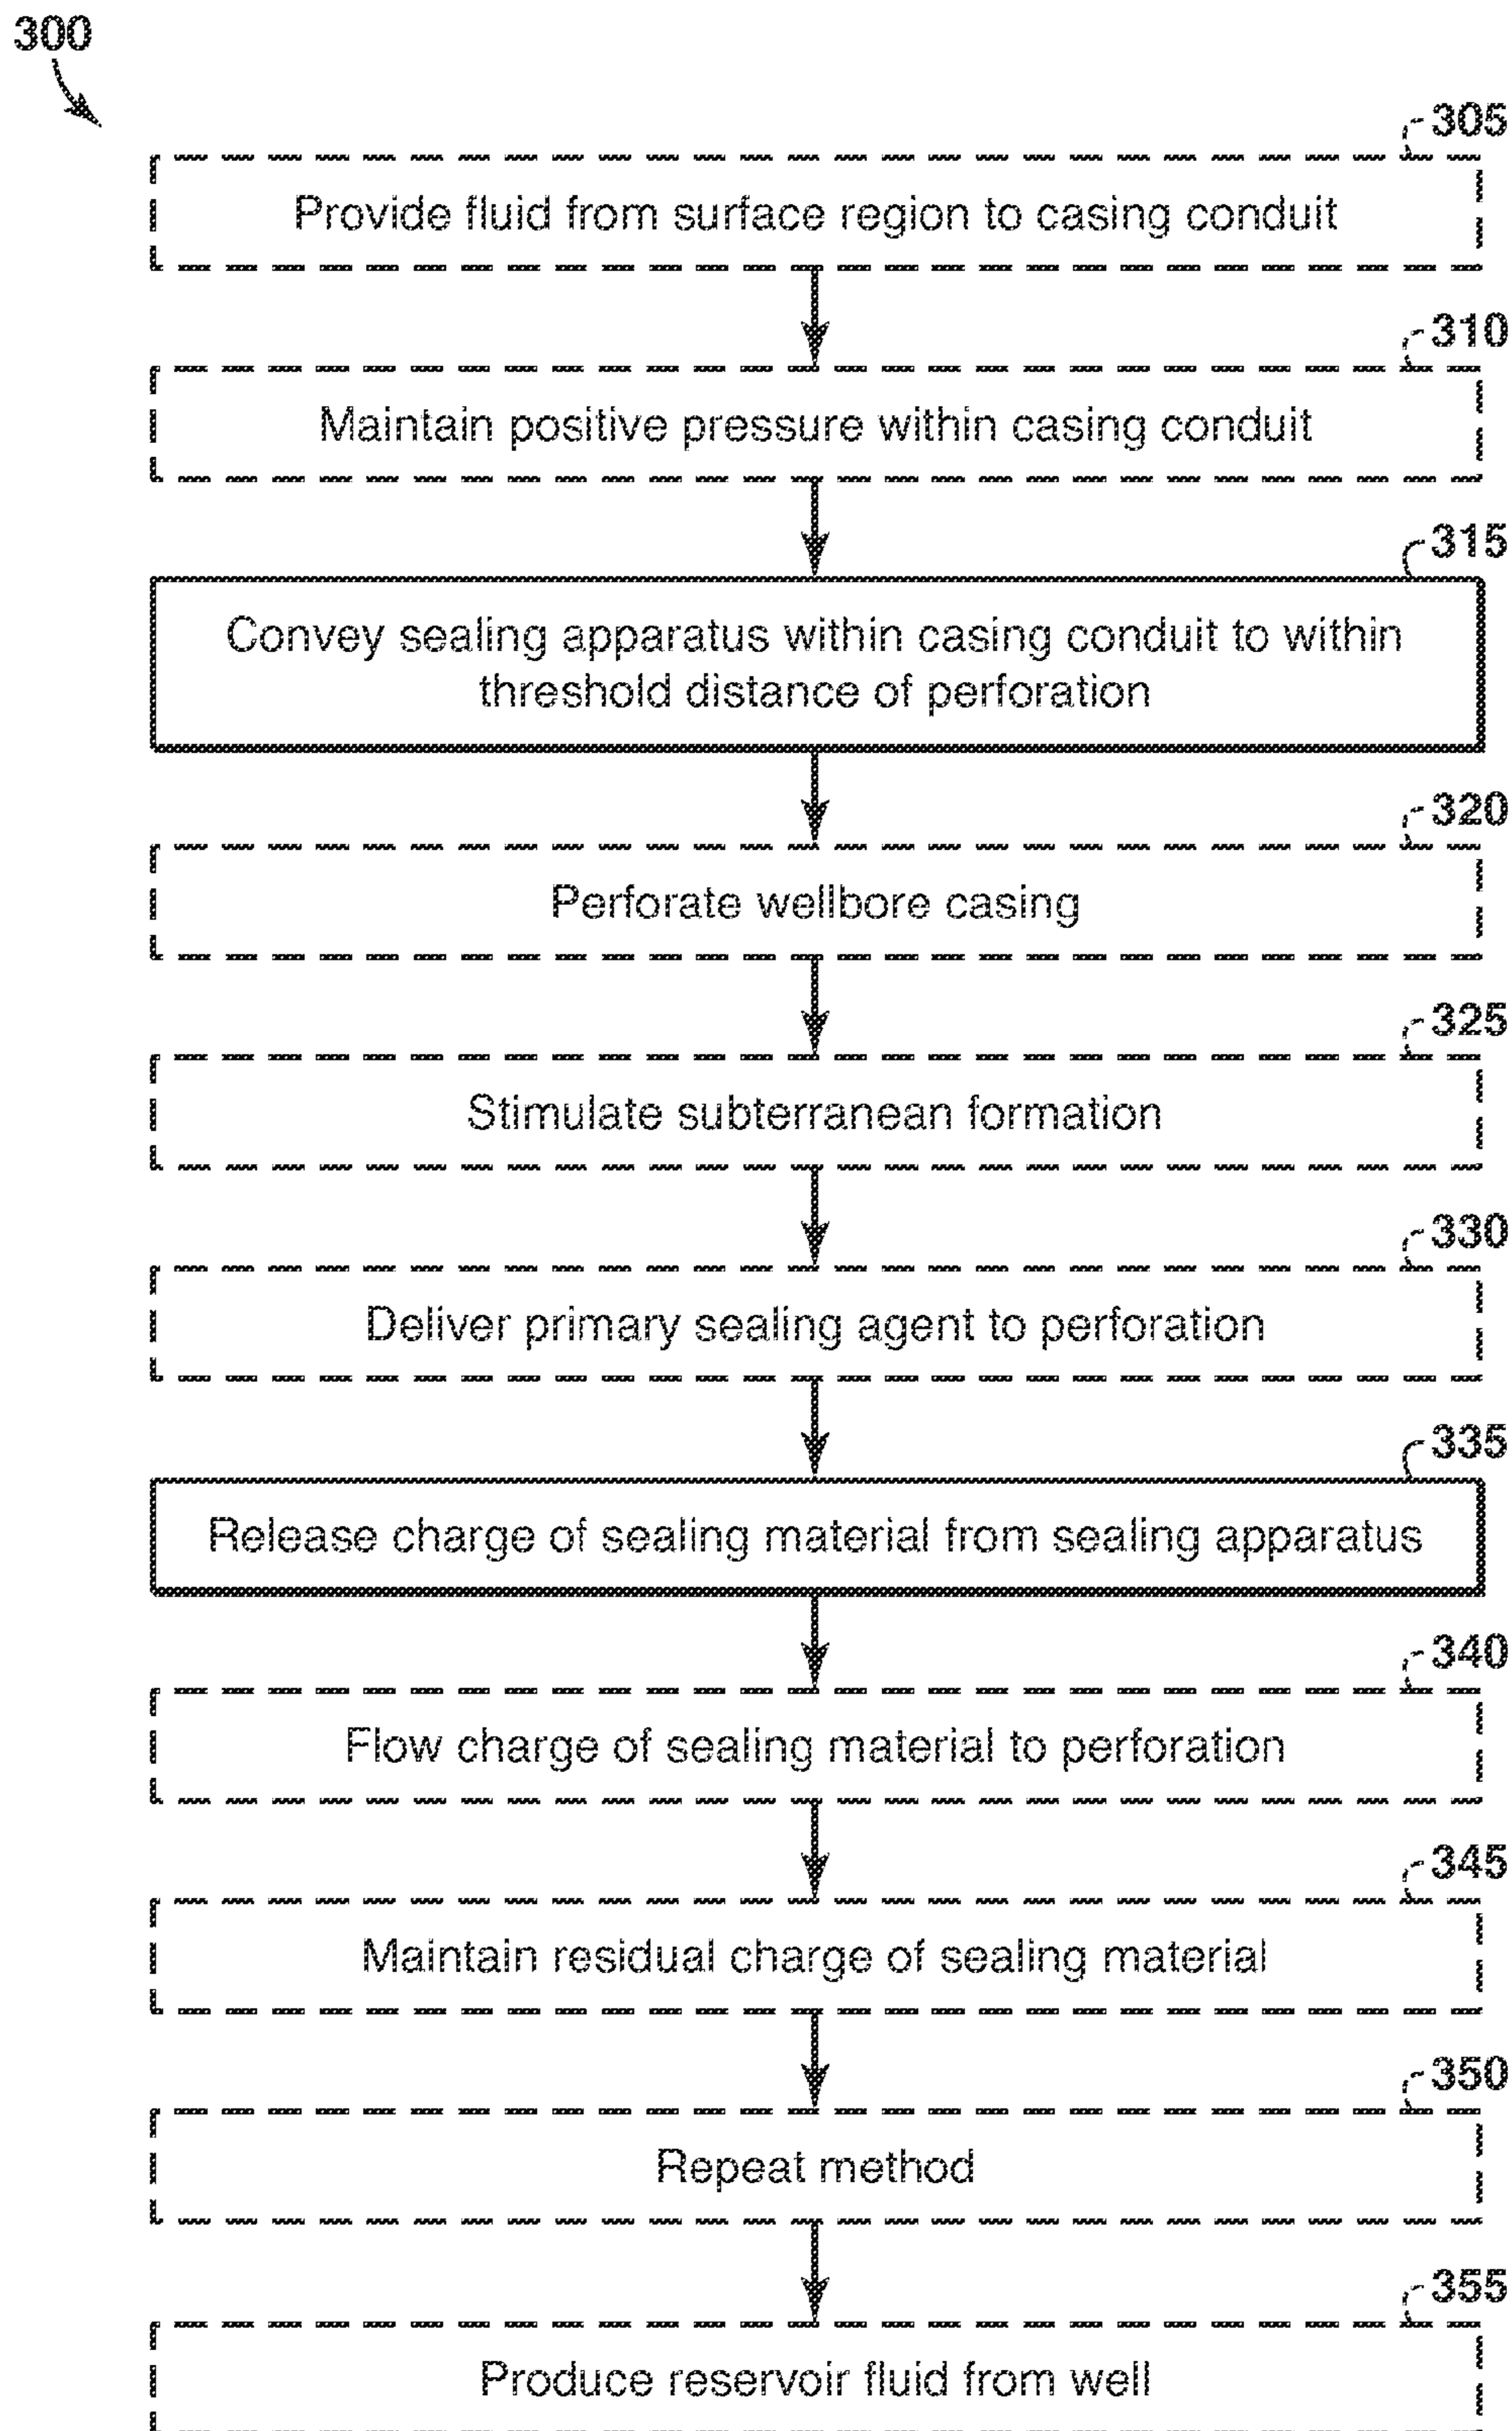 300
305
Provide fluid from surface region to casing conduit
310
Maintain positive pressure within casing conduit
315
Convey sealing apparatus within casing conduit to within
threshold distance of perforation
320
Perforate wellbore casing
325
Stimulate subterranean formation
330
Deliver primary sealing agent to perforation
335
Release charge of sealing material from sealing apparatus
340
Flow charge of sealing material to perforation
345
Maintain residual charge of sealing material
350
Repeat method
355
Produce reservoir fluid from well